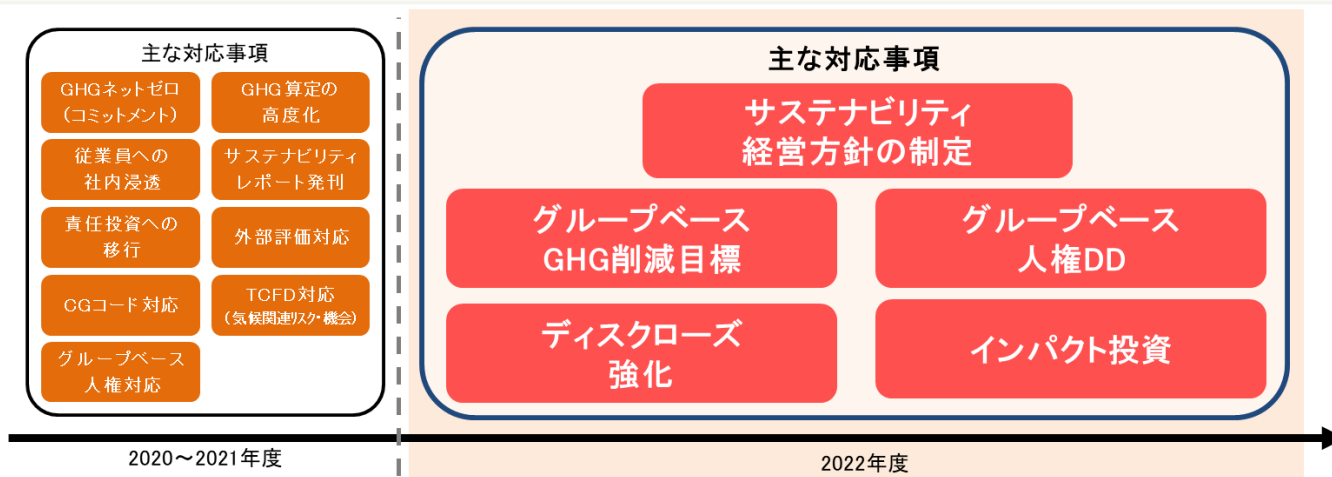 主な対応事項
GHGネットゼロ
(コミットメント)
GHG算定の
高度化
従業員への
社内浸透
サステナビリティ
レポート発刊
責任投資への
移行
外部評価対応
CGコード対応
TCFD対応
(気候関連リスク・機会)
グループベース
人権対応
主な対応事項
サステナビリティ
経営方針の制定
グループベース
GHG削減目標
グループベース
人権DD
ディスクローズ
強化
インパクト投資
2020～2021年度
2022年度